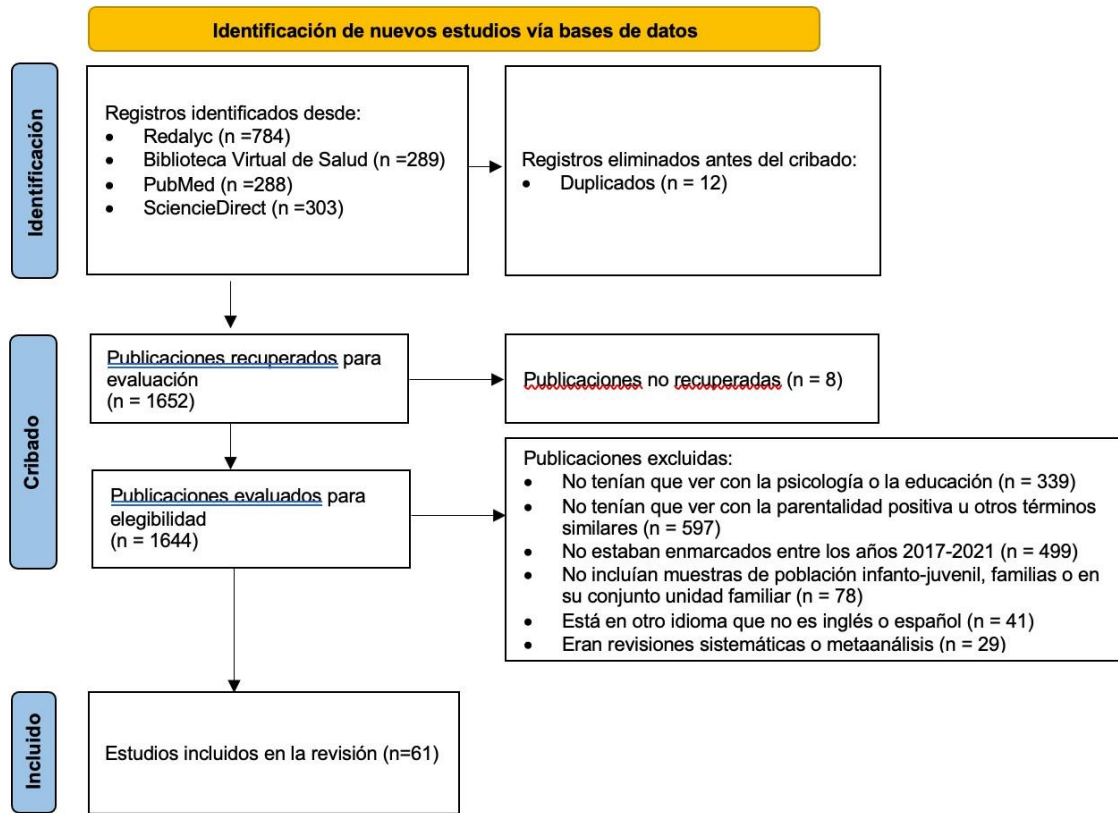 Identificación de nuevos estudios vía bases de datos
Identificación
Registros identificados desde:
• Redalyc (n =784)
• Biblioteca Virtual de Salud (n =289)
• PubMed (n =288)
• SciencieDirect (n =303)
Registros eliminados antes del cribado:
• Duplicados (n = 12)
Cribado
Publicaciones recuperados para
evaluación
(n = 1652)
Publicaciones no recuperadas (n = 8)
Publicaciones evaluados para
elegibilidad
(n = 1644)
Publicaciones excluidas:
• No tenían que ver con la psicología o la educación (n = 339)
• No tenían que ver con la parentalidad positiva u otros términos
similares (n = 597)
• No estaban enmarcados entre los años 2017-2021 (n = 499)
• No incluían muestras de población infanto-juvenil, familias o en
su conjunto unidad familiar (n = 78)
• Está en otro idioma que no es inglés o español (n = 41)
• Eran revisiones sistemáticas o metaanálisis (n = 29)
Incluido
Estudios incluidos en la revisión (n=61)